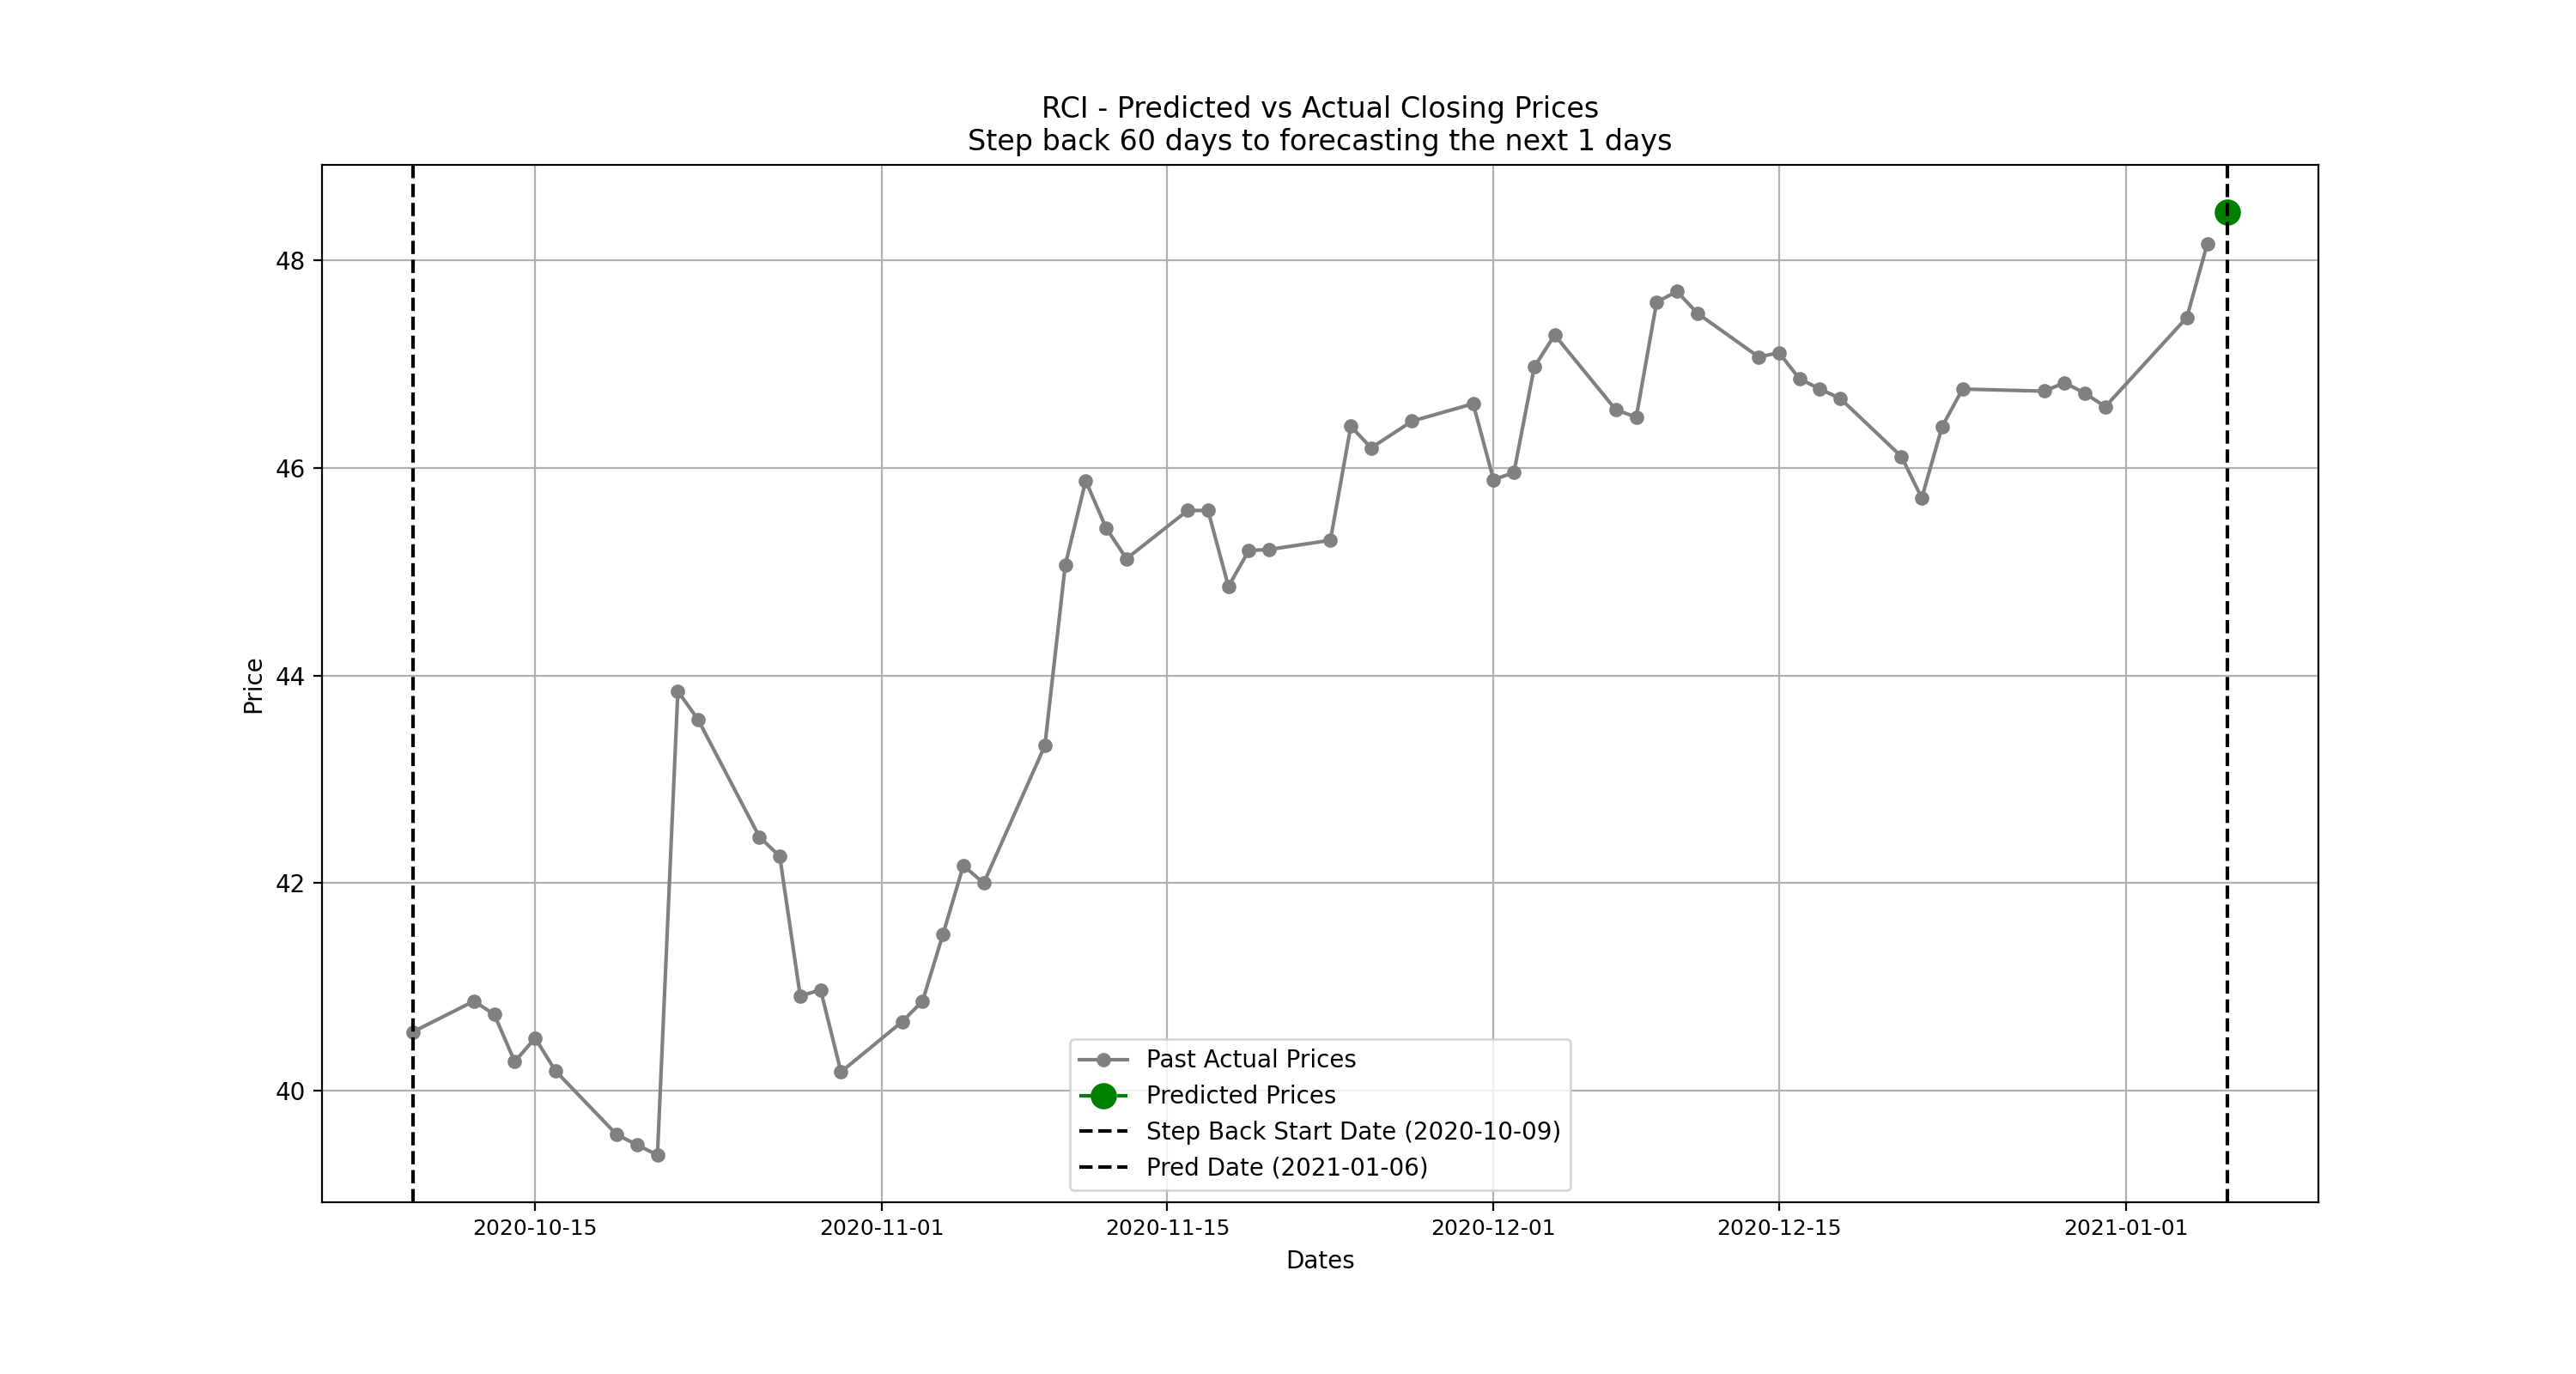 RCI - Predicted vs Actual Closing Prices
Step back 60 days to forecasting the next 1 days
Price
48
46
44
42
40
Past Actual Prices
Predicted Prices
Step Back Start Date (2020-10-09)
Pred Date (2021-01-06)
2020-10-15 2020-11-01 2020-11-15 2020-12-01 2020-12-15 2021-01-01
Dates